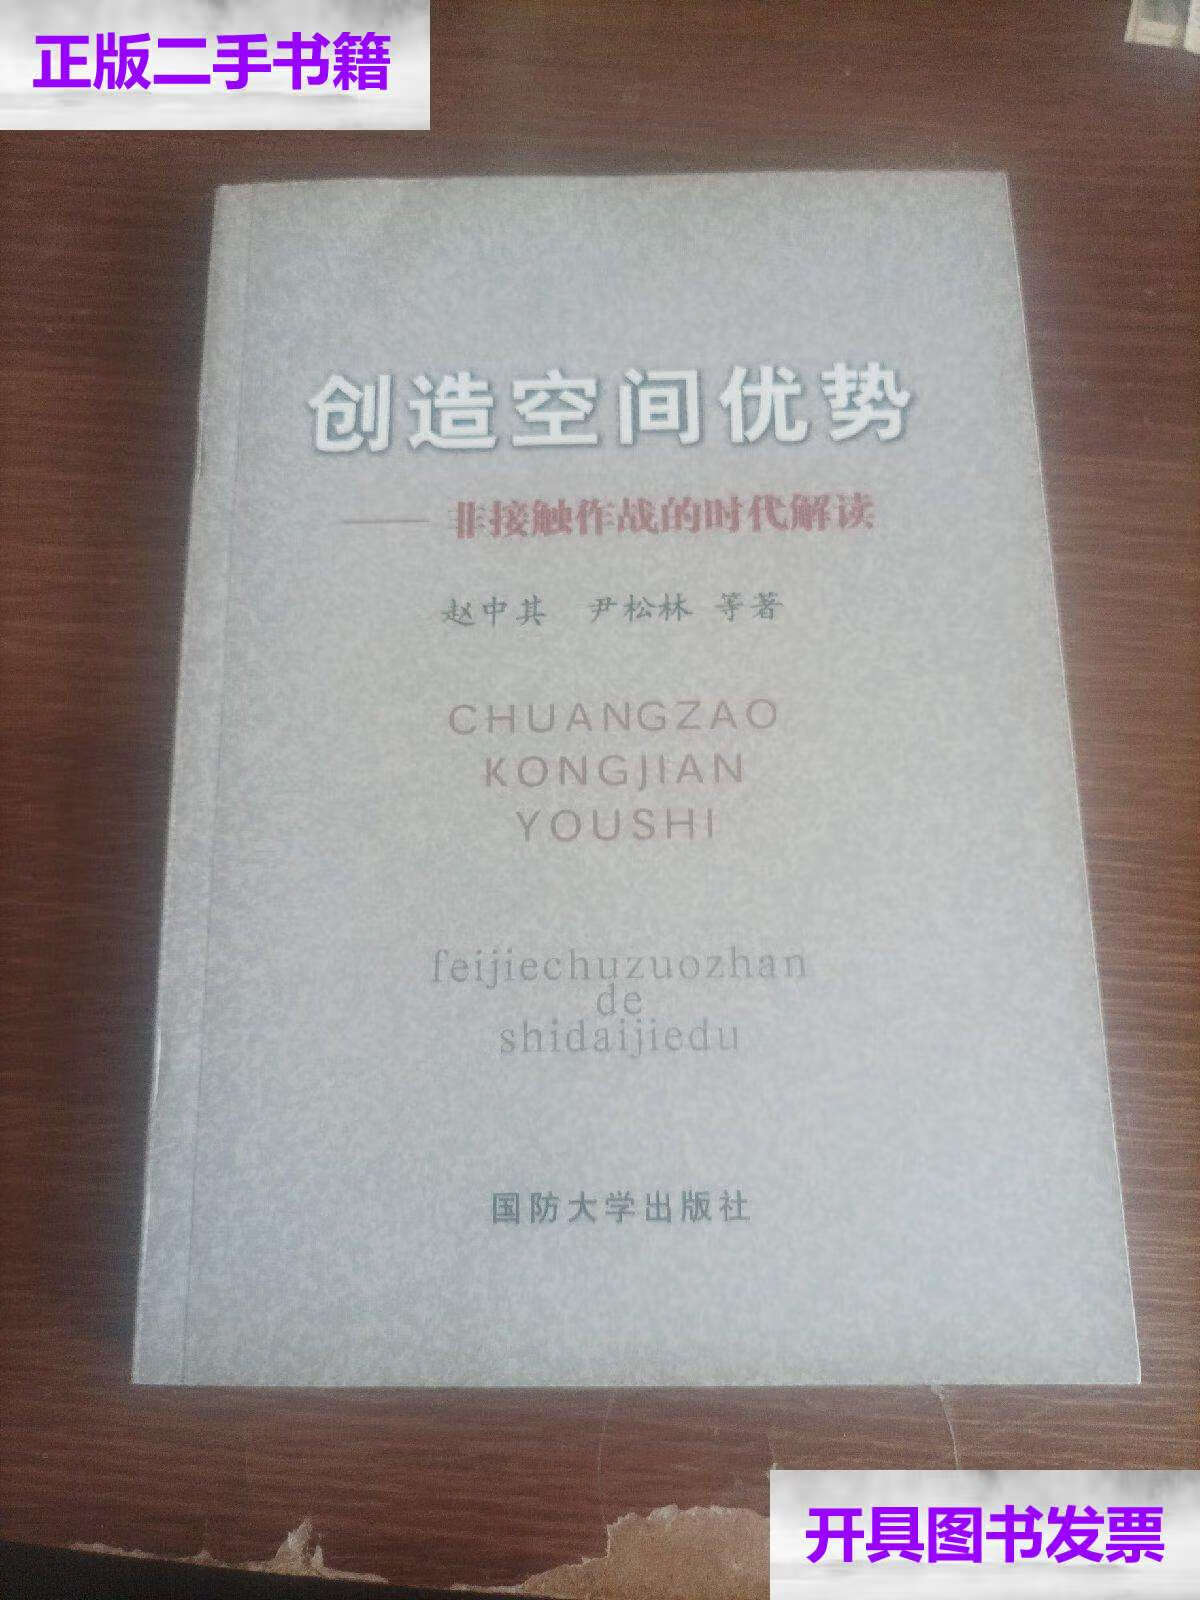 正版二手书籍
创造空间优势
—— 非接触作战的时代解读
赵中其 尹松林 等著
CHUANGZAO
KONGJIAN
YOUSHI
feijiechuzuozhan
de
shidaijiedu
国防大学出版社
开具图书发票